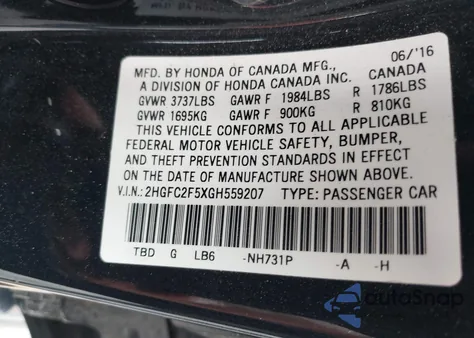 06/'16
MFD. BY HONDA OF CANADA MFG., CANADA
A DIVISION OF HONDA CANADA INC.
GVWR 3737LBS GAWR F 1984LBS R 1786LBS
GVWR 1695KG GAWR F 900KG R 810KG
THIS VEHICLE CONFORMS TO ALL APPLICABLE
FEDERAL MOTOR VEHICLE SAFETY, BUMPER,
AND THEFT PREVENTION STANDARDS IN EFFECT
ON THE DATE OF MANUFACTURE SHOWN ABOVE.
V.I.N.: 2HGFC2F5XGH559207 TYPE: PASSENGER CAR
TBD G LB6 -NH731P -A -H
autoSnap